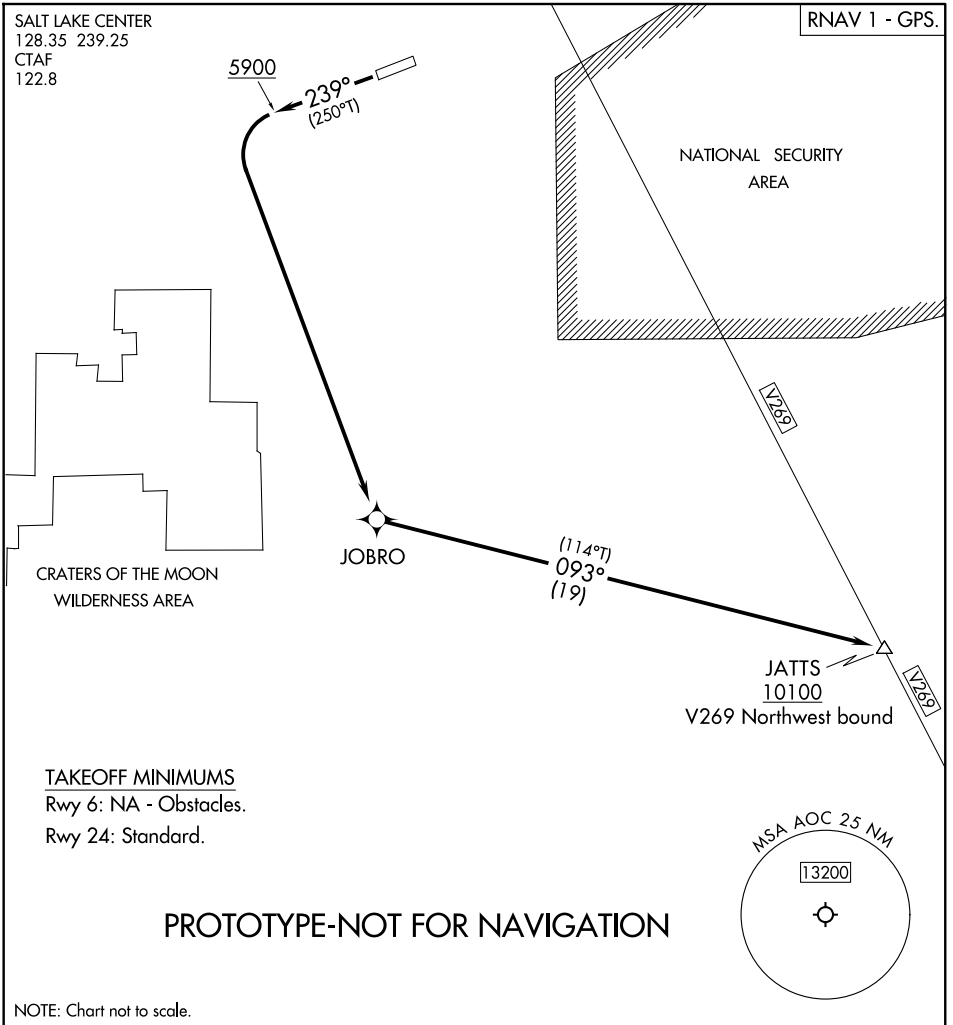 SALT LAKE CENTER
128.35 239.25
CTAF
122.8
RNAV 1 - GPS.
5900
239°
(250°T)
NATIONAL SECURITY
AREA
V269
JOBRO
(114°T)
093°
(19)
CRATERS OF THE MOON
WILDERNESS AREA
JATTS
10100
V269 Northwest bound
V269
TAKEOFF MINIMUMS
Rwy 6: NA - Obstacles.
Rwy 24: Standard.
MSA AOC 25 NM
13200
PROTOTYPE-NOT FOR NAVIGATION
NOTE: Chart not to scale.